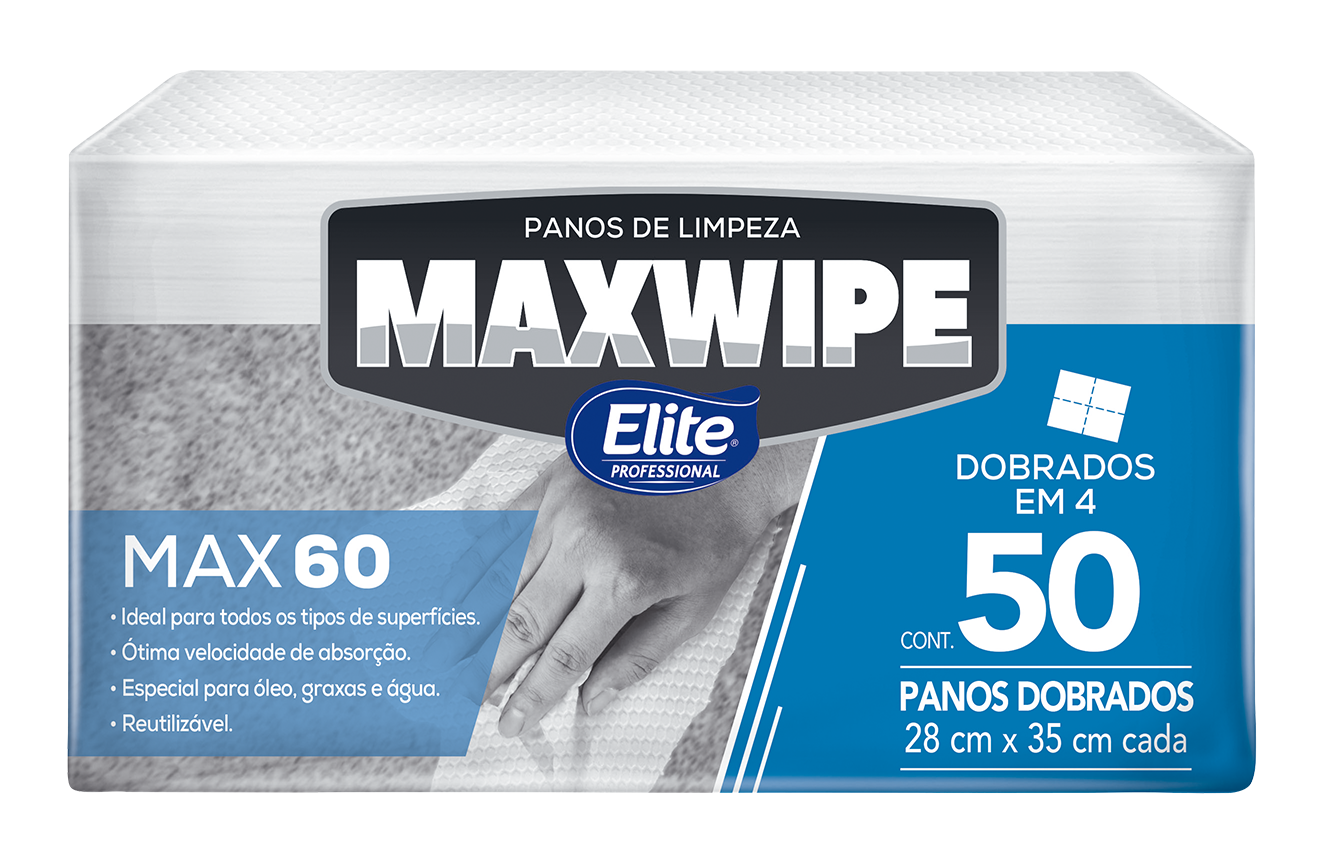 PANOS DE LIMPEZA
MAXWIPE
Elite®
PROFESSIONAL
MAX 60
• Ideal para todos os tipos de superfícies.
• Ótima velocidade de absorção.
• Especial para óleo, graxas e água.
• Reutilizável.
DOBRADOS
EM 4
CONT. 50
PANOS DOBRADOS
28 cm x 35 cm cada